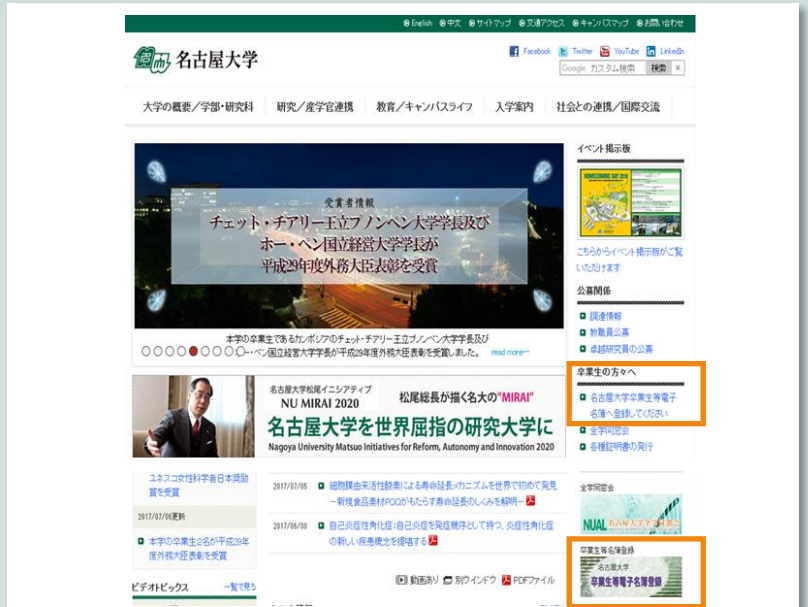 English 中文 サイトマップ 交通アクセス キャンパスマップ お問い合わせ
名古屋大学
Facebook Twitter YouTube LinkedIn
Google カスタム検索 検索 ×
大学の概要／学部・研究科 研究／産学官連携 教育／キャンパスライフ 入学案内 社会との連携／国際交流
受賞者情報
チェット・チアリー王立プノンペン大学学長及び
ホー・ペン国立経営大学学長が
平成29年度外務大臣表彰を受賞
本学の卒業生であるカンボジアのチェット・チアリー王立プノンペン大学学長及び
ホー・ペン国立経営大学学長が平成29年度外務大臣表彰を受賞しました。 read more…
名古屋大学松尾イニシアティブ
NU MIRAI 2020
松尾総長が描く名大の"MIRAI"
名古屋大学を世界屈指の研究大学に
Nagoya University Matsuo Initiatives for Reform, Autonomy and Innovation 2020
ユネスコ女性科学者日本奨励
賞を受賞
2017/07/06更新
本学の卒業生2名が平成29年
度外務大臣表彰を受賞
ビデオトピックス 一覧で見る
2017/07/05 細胞膜由来活性酸素による寿命延長メカニズムを世界で初めて発見
－新規食品素材PQQがもたらす寿命延長のしくみを解明－
2017/06/30 自己炎症性角化症:自己炎症を発症機序として持つ、炎症性角化症
の新しい疾患概念を提唱する
動画あり 別ウインドウ PDFファイル
イベント掲示板
HOMECOMING DAY 2016
こちらからイベント掲示板がご覧
いただけます
公募関係
調達情報
教職員公募
卓越研究員の公募
卒業生の方々へ
名古屋大学卒業生等電子
名簿へ登録してください
全学同窓会
各種証明書の発行
全学同窓会
NUAL 名古屋大学全学同窓会
卒業生等名簿登録
名古屋大学
卒業生等電子名簿登録